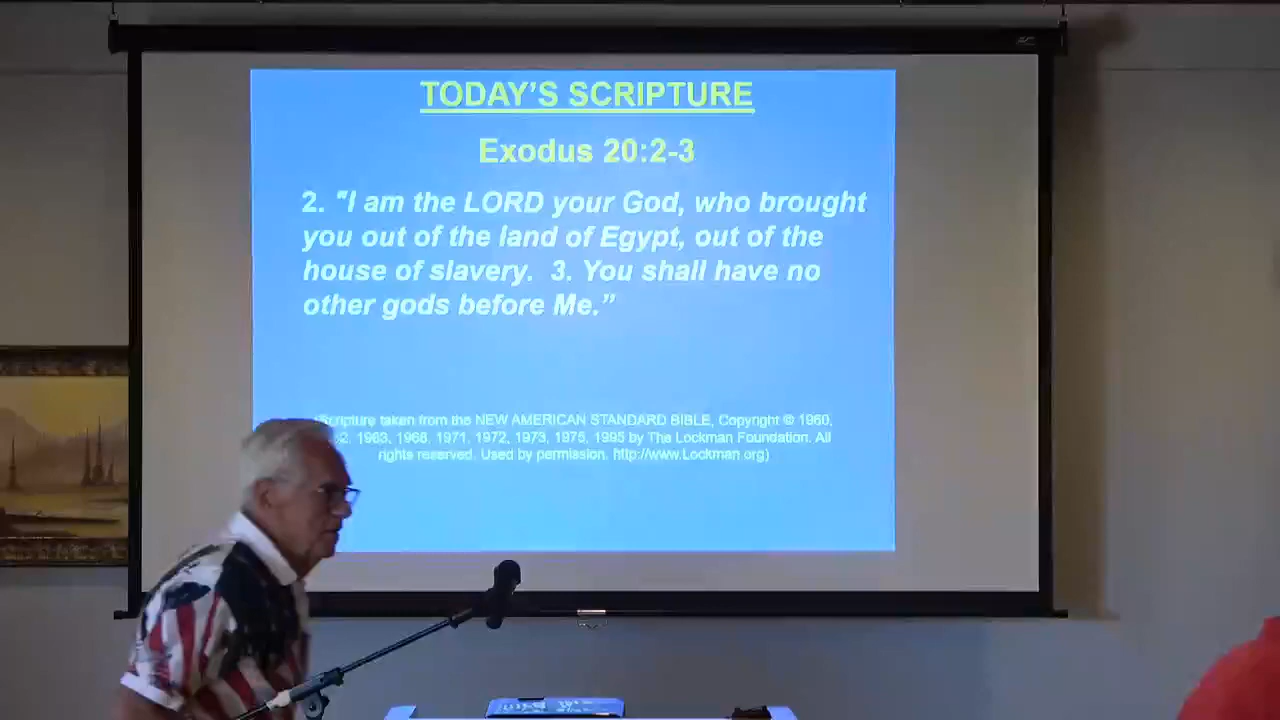 TODAY'S SCRIPTURE
Exodus 20:2-3
2. "I am the LORD your God, who brought
you out of the land of Egypt, out of the
house of slavery. 3. You shall have no
other gods before Me.”
Scripture taken from the NEW AMERICAN STANDARD BIBLE, Copyright © 1960,
1963, 1968, 1971, 1972, 1973, 1975, 1995 by The Lockman Foundation. All
rights reserved. Used by permission. http://www.Lockman.org)